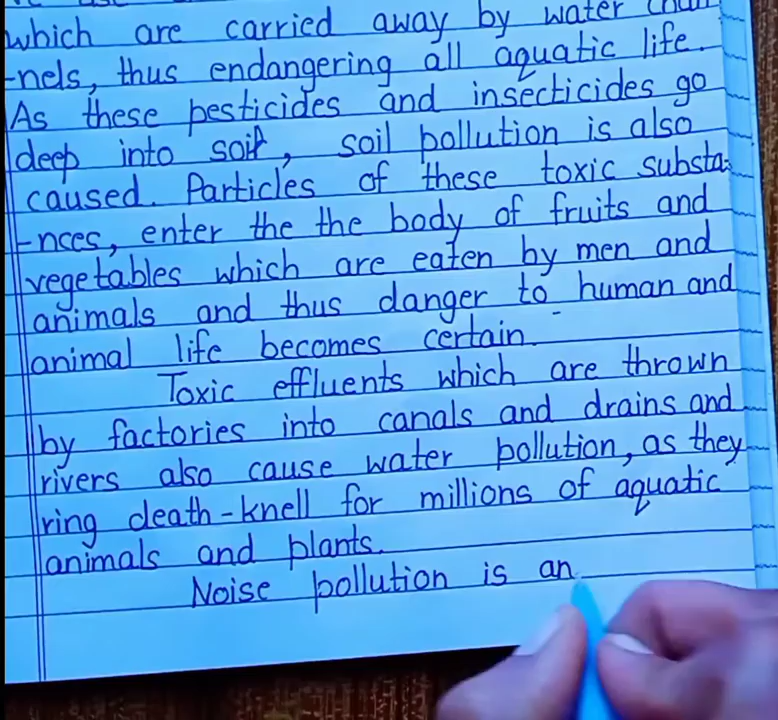 which are carried away by water chan
-nels, thus endangering all aquatic life.
As these pesticides and insecticides go
deep into soil, soil pollution is also
caused. Particles of these toxic substa-
-nces, enter the the body of fruits and
vegetables which are eaten by men and
animals and thus danger to human and
animal life becomes certain.
Toxic effluents which are thrown
by factories into canals and drains and
rivers also cause water pollution, as they
ring death-knell for millions of aquatic
animals and plants.
Noise pollution is an